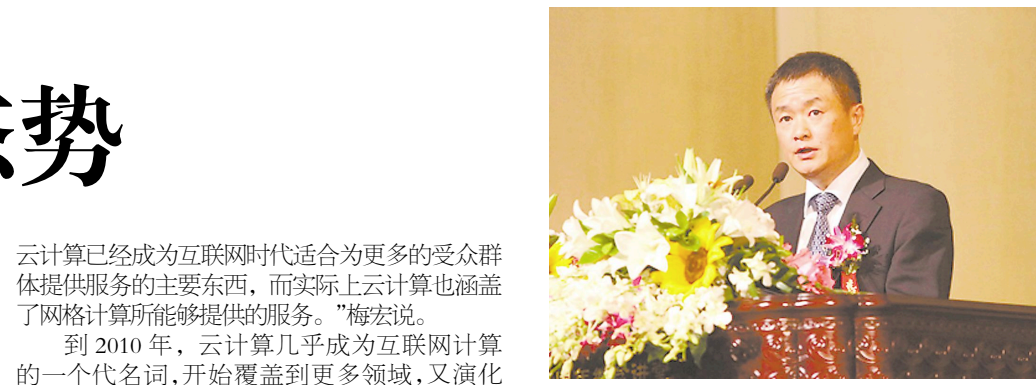 势
云计算已经成为互联网时代适合为更多的受众群
体提供服务的主要东西，而实际上云计算也涵盖
了网格计算所能够提供的服务。”梅宏说。
到 2010 年，云计算几乎成为互联网计算
的一个代名词，开始覆盖到更多领域，又演化